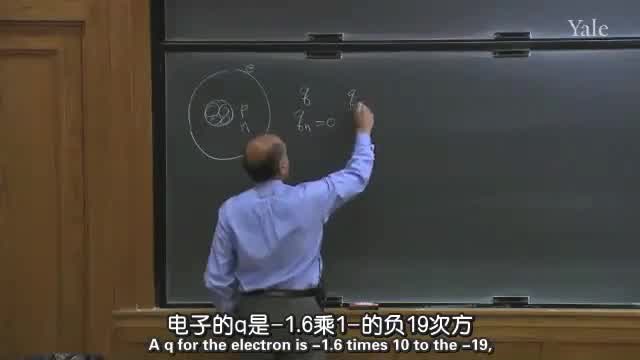 Yale
e
q q
p
n
qn = 0
电子的q是-1.6乘1-的负19次方
A q for the electron is -1.6 times 10 to the -19,